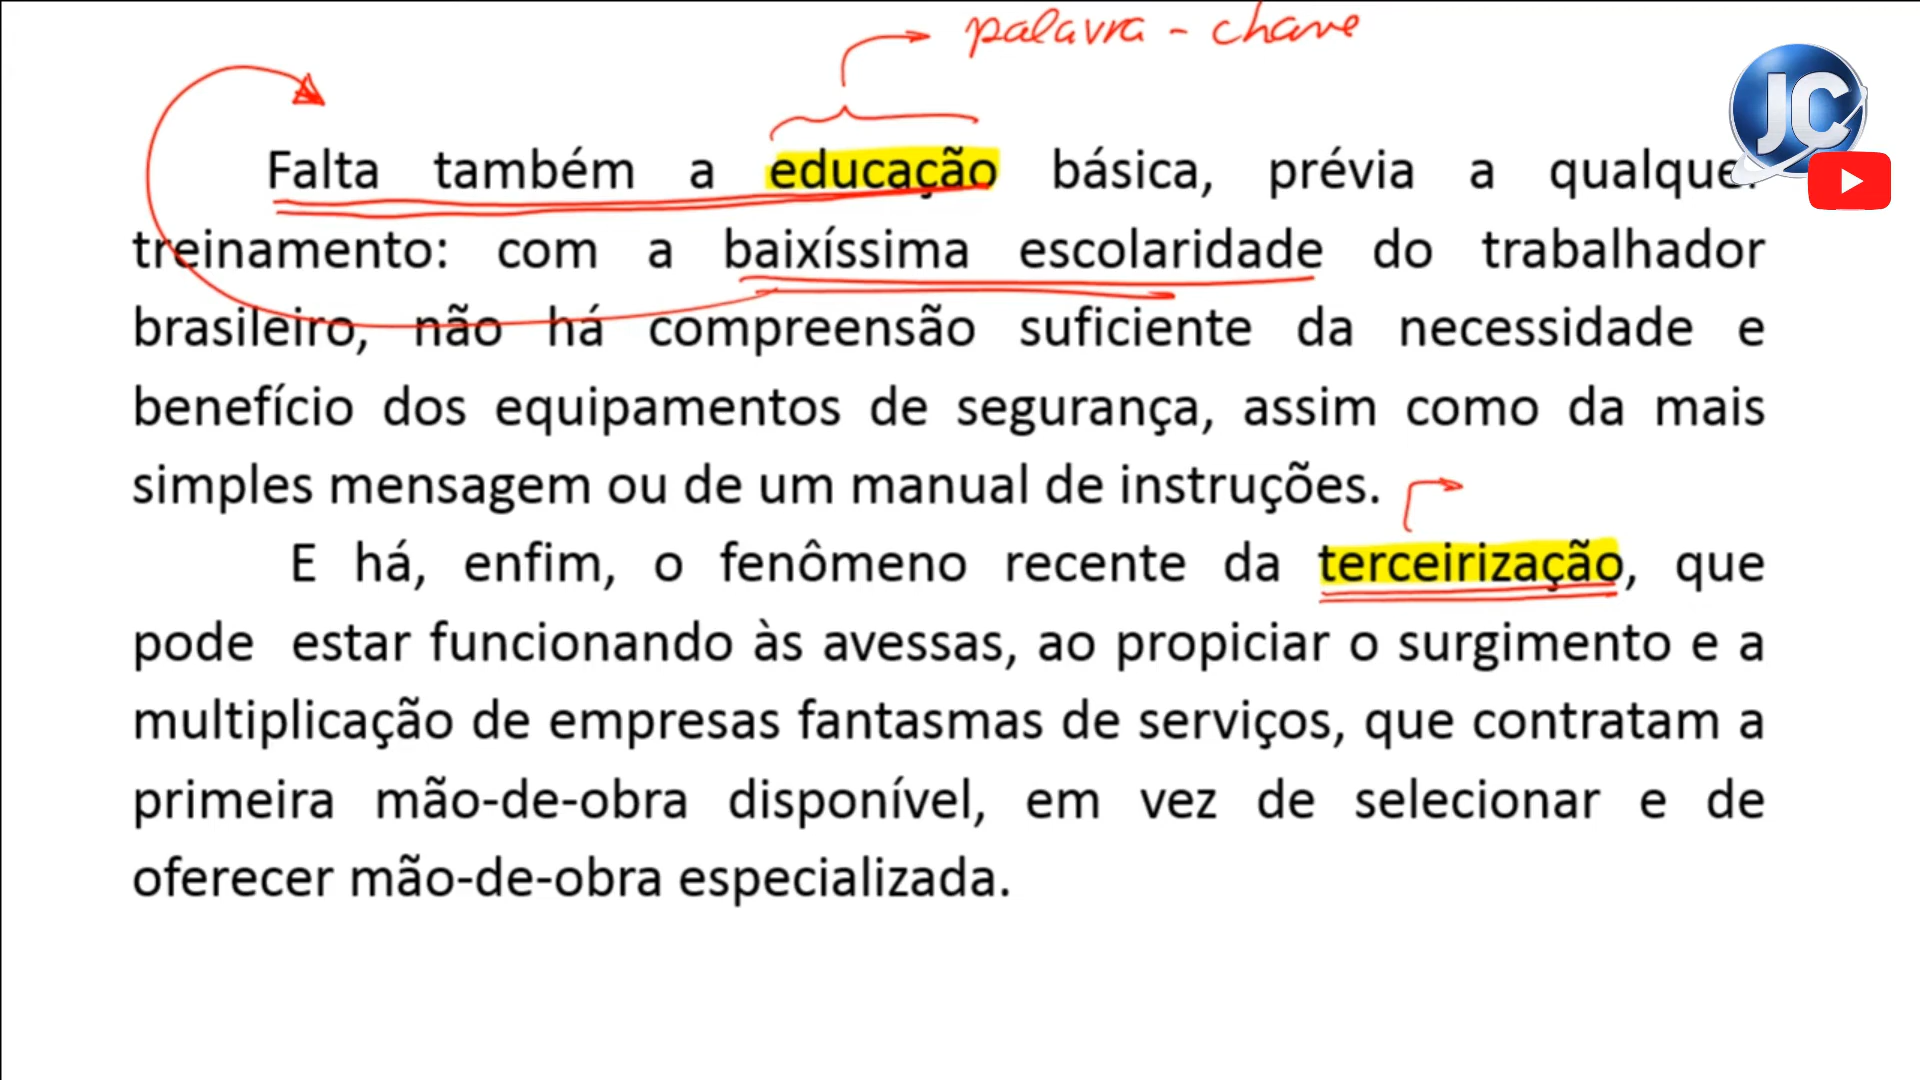 palavra - chave
JC
Falta também a educação básica, prévia a qualquer
treinamento: com a baixíssima escolaridade do trabalhador
brasileiro, não há compreensão suficiente da necessidade e
benefício dos equipamentos de segurança, assim como da mais
simples mensagem ou de um manual de instruções.
E há, enfim, o fenômeno recente da terceirização, que
pode estar funcionando às avessas, ao propiciar o surgimento e a
multiplicação de empresas fantasmas de serviços, que contratam a
primeira mão-de-obra disponível, em vez de selecionar e de
oferecer mão-de-obra especializada.